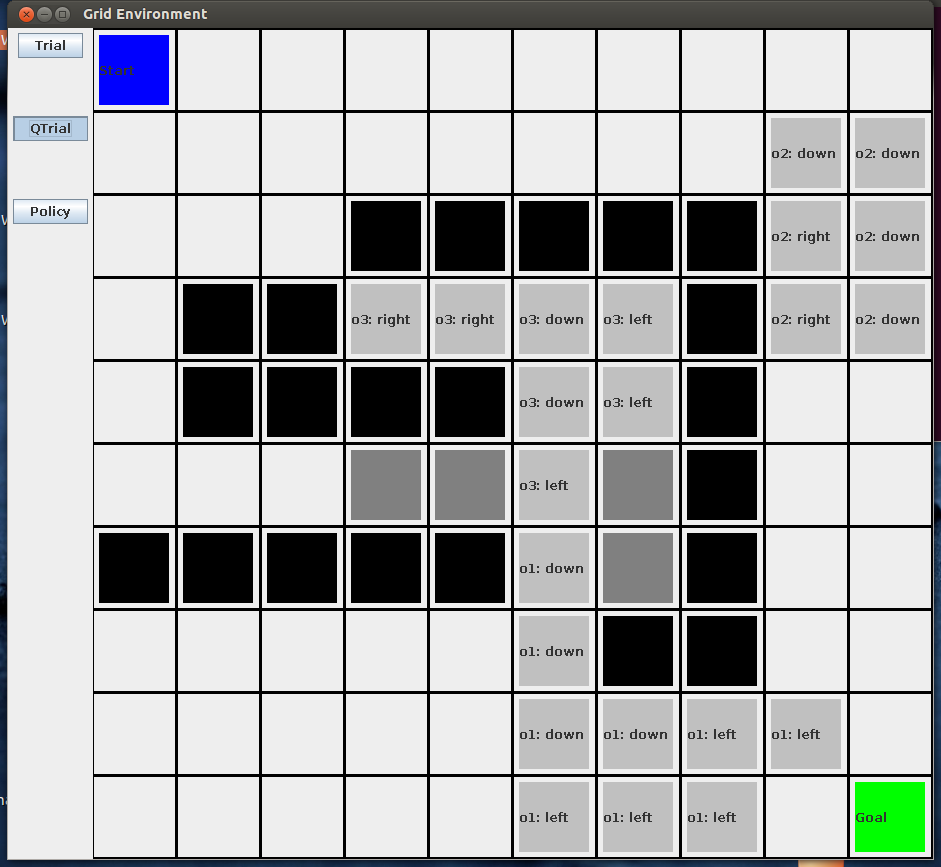 Grid Environment
Trial
Start
QTrial
o2: down
o2: down
Policy
o2: right
o2: down
o3: right
o3: right
o3: down
o3: left
o2: right
o2: down
o3: down
o3: left
o3: left
o1: down
o1: down
o1: down
o1: down
o1: left
o1: left
o1: left
o1: left
o1: left
Goal